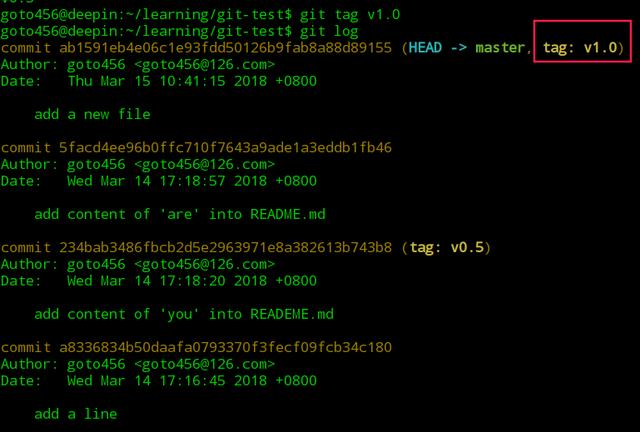 v0.5
goto456@deepin:~/learning/git-test$ git tag v1.0
goto456@deepin:~/learning/git-test$ git log
commit ab1591eb4e06c1e93fdd50126b9fab8a88d89155 (HEAD -> master, tag: v1.0)
Author: goto456 <goto456@126.com>
Date:   Thu Mar 15 10:41:15 2018 +0800
    add a new file
commit 5facd4ee96b0ffc710f7643a9ade1a3eddb1fb46
Author: goto456 <goto456@126.com>
Date:   Wed Mar 14 17:18:57 2018 +0800
    add content of 'are' into README.md
commit 234bab3486fbcb2d5e2963971e8a382613b743b8 (tag: v0.5)
Author: goto456 <goto456@126.com>
Date:   Wed Mar 14 17:18:20 2018 +0800
    add content of 'you' into READEME.md
commit a8336834b50daafa0793370f3fecf09fcb34c180
Author: goto456 <goto456@126.com>
Date:   Wed Mar 14 17:16:45 2018 +0800
    add a line